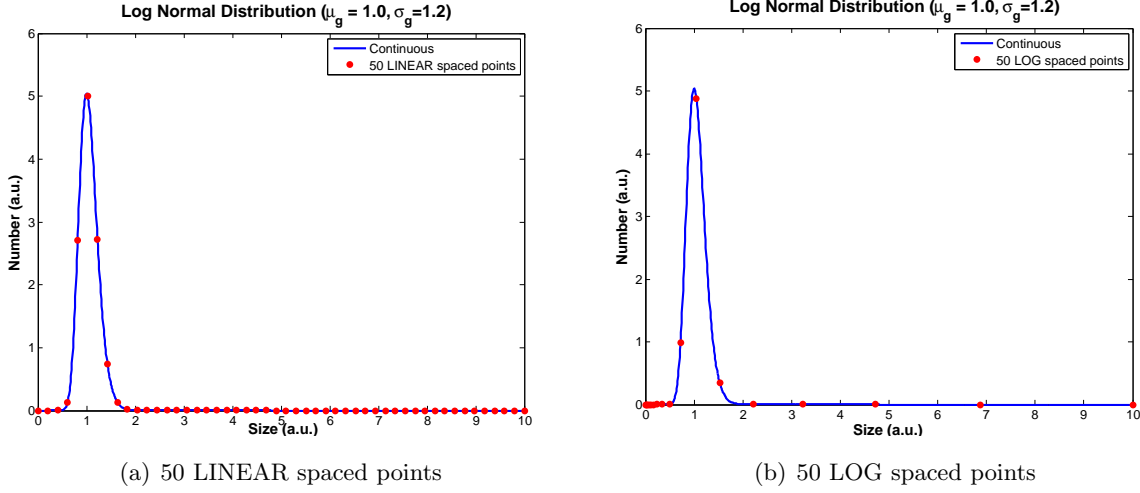 Log Normal Distribution (μg = 1.0, σg=1.2)
6
5
4
3
2
1
0
Number (a.u.)
Continuous
50 LINEAR spaced points
0 1 2 3 4 5 6 7 8 9 10
Size (a.u.)
(a) 50 LINEAR spaced points
Log Normal Distribution (μg = 1.0, σg=1.2)
6
5
4
3
2
1
0
Number (a.u.)
Continuous
50 LOG spaced points
0 1 2 3 4 5 6 7 8 9 10
Size (a.u.)
(b) 50 LOG spaced points